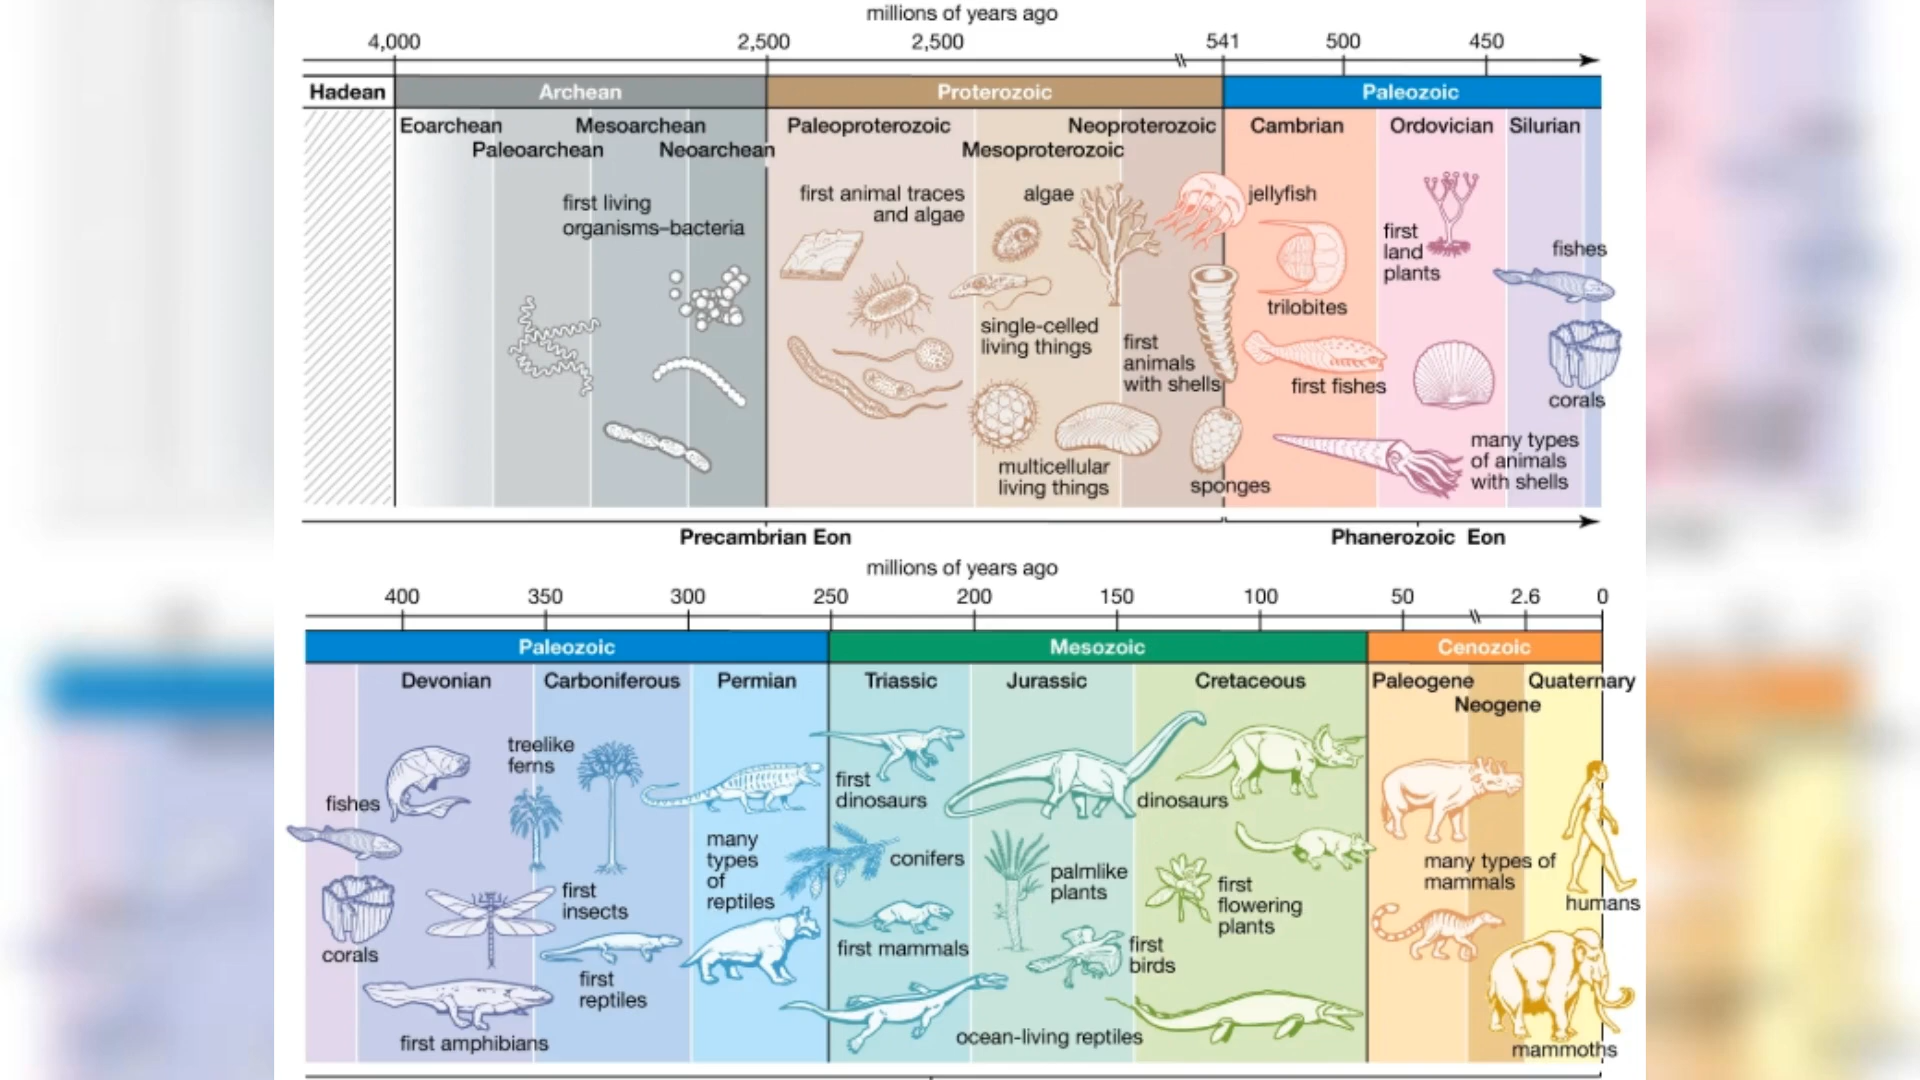 millions of years ago
4,000 2,500 2,500 541 500 450
Hadean Archean Proterozoic Paleozoic
Eoarchean Mesoarchean Paleoproterozoic Neoproterozoic Cambrian Ordovician Silurian
Paleoarchean Neoarchean Mesoproterozoic
first living
organisms–bacteria
first animal traces
and algae
algae
jellyfish
first
land
plants
fishes
trilobites
single-celled
living things
first
animals
with shells
first fishes
corals
many types
of animals
with shells
multicellular
living things
sponges
Precambrian Eon Phanerozoic Eon
millions of years ago
400 350 300 250 200 150 100 50 2.6 0
Paleozoic Mesozoic Cenozoic
Devonian Carboniferous Permian Triassic Jurassic Cretaceous Paleogene Quaternary
Neogene
treelike
ferns
fishes
first
dinosaurs
dinosaurs
many
types
of
reptiles
conifers
palmlike
plants
first
flowering
plants
many types of
mammals
humans
first
insects
corals
first mammals
first
birds
first
reptiles
first amphibians
ocean-living reptiles
mammoths